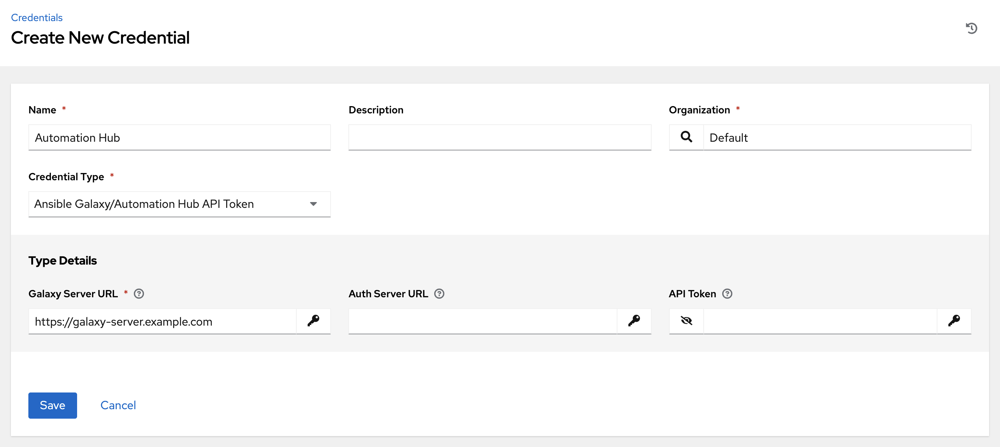 Credentials
Create New Credential
Name *
Description
Organization *
Automation Hub
Default
Credential Type *
Ansible Galaxy/Automation Hub API Token
Type Details
Galaxy Server URL *
Auth Server URL
API Token
https://galaxy-server.example.com
Save
Cancel